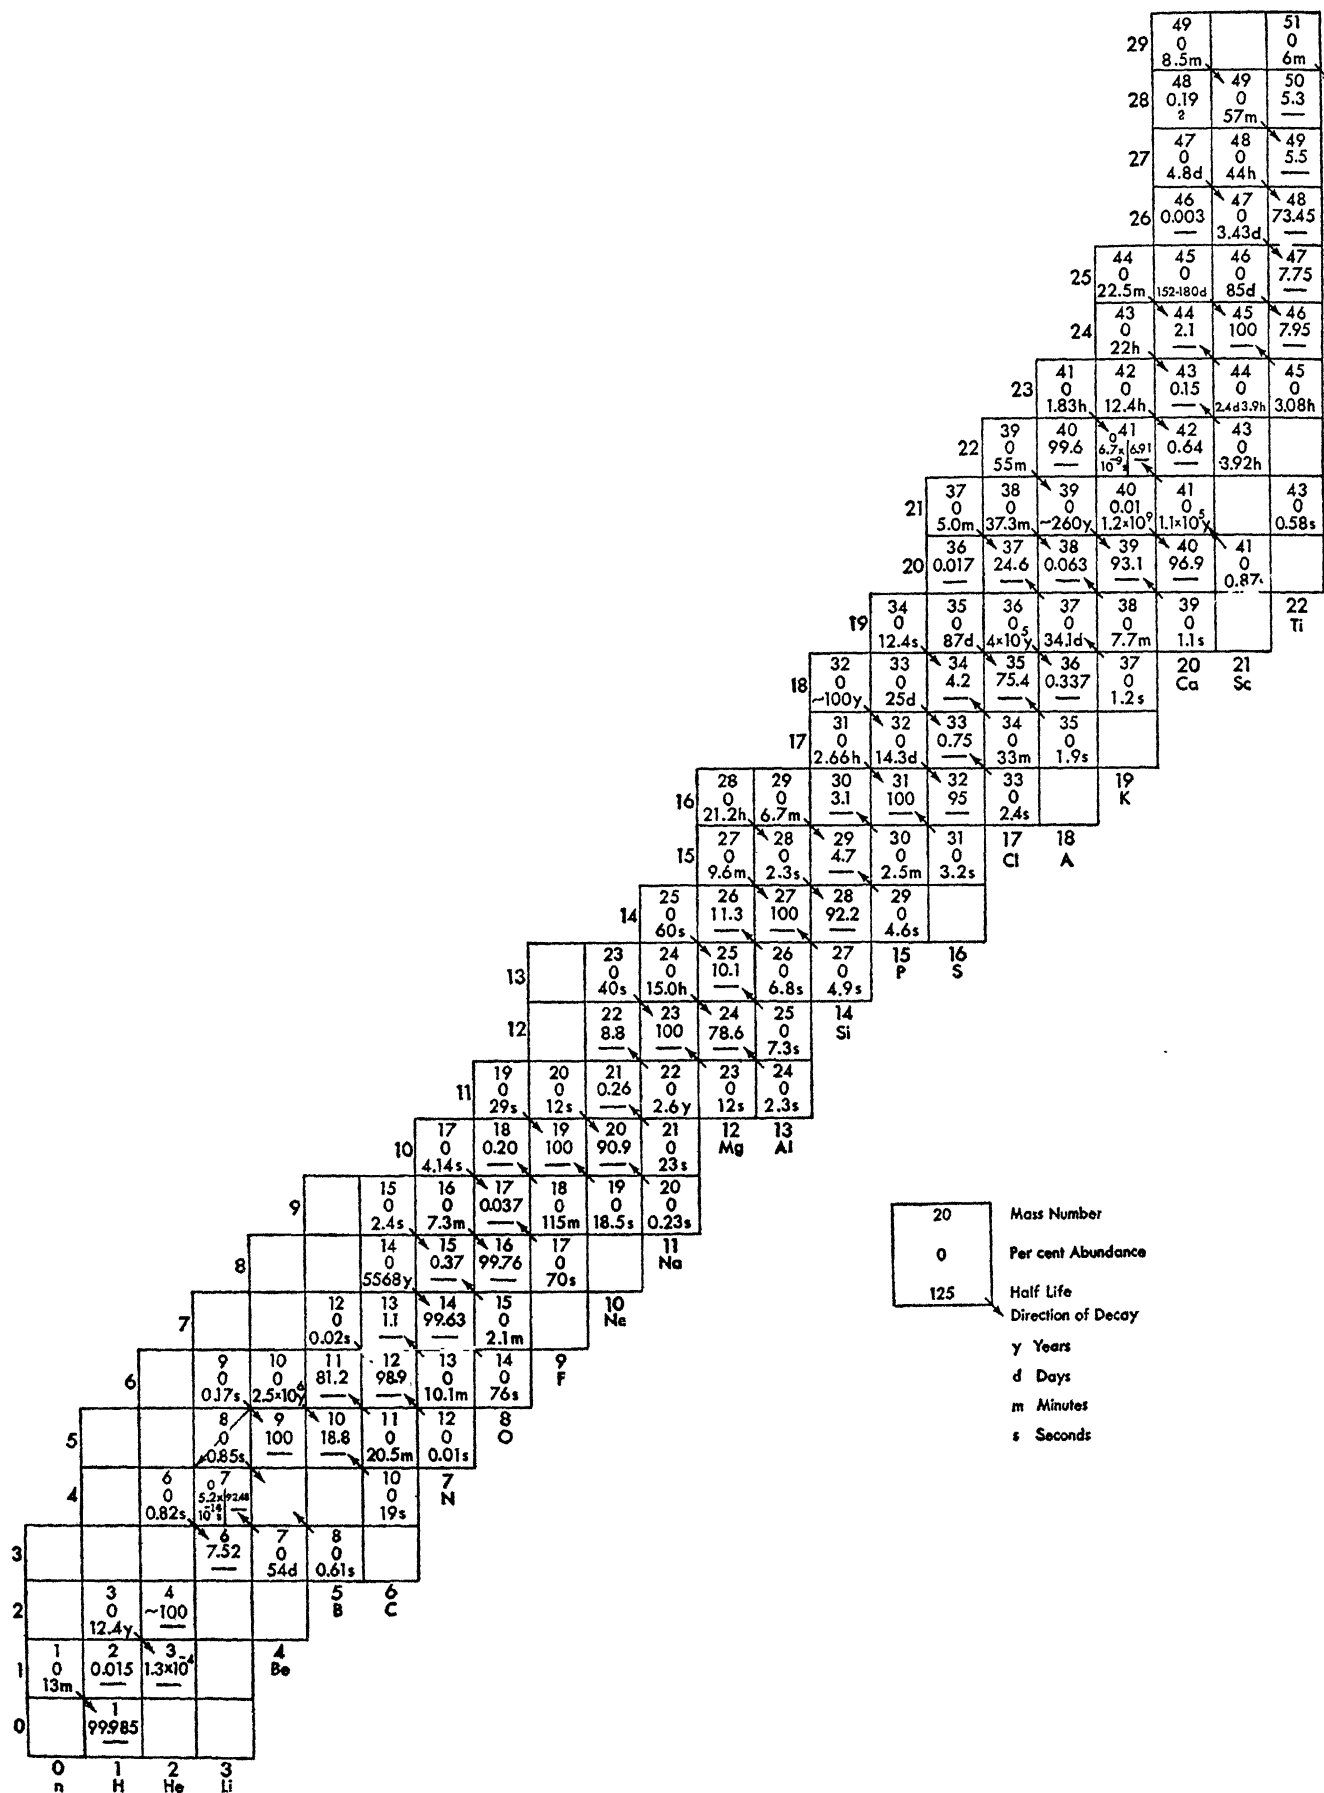 29 49 51
0 0
8.5m 6m
28 48 49 50
0.19 0 5.3
2 57m —
27 47 48 49
0 0 5.5
4.8d 44h —
26 46 47 48
0.003 0 73.45
— 3.43d —
25 44 45 46 47
0 0 0 7.75
22.5m 152-180d 85d —
24 43 44 45 46
0 2.1 100 7.95
22h — — —
23 41 42 43 44 45
0 0 0.15 0 0
1.83h 12.4h — 2.4d 3.9h 3.08h
22 39 40 41 42 43
0 99.6 0 6.7x 6.91 0.64 0
55m — 10⁻⁹s — — 3.92h
21 37 38 39 40 41 43
0 0 0 0.01 0 0
5.0m 37.3m ~260y 1.2×10⁹ 1.1×10⁵y 0.58s
20 36 37 38 39 40 41
0.017 24.6 0.063 93.1 96.9 0
— — — — — 0.87
19 34 35 36 37 38 39 22
0 0 0 0 0 0 Ti
12.4s 87d 4×10⁵y 34.1d 7.7m 1.1s
18 32 33 34 35 36 37 20 21
0 0 4.2 75.4 0.337 0 Ca Sc
~100y 25d — — — 1.2s
17 31 32 33 34 35
0 0 0.75 0 0
2.66h 14.3d — 33m 1.9s
16 28 29 30 31 32 33 19
0 0 3.1 100 95 0 K
21.2h 6.7m — — — 2.4s
15 27 28 29 30 31 17 18
0 0 4.7 0 0 Cl A
9.6m 2.3s — 2.5m 3.2s
14 25 26 27 28 29
0 11.3 100 92.2 0
60s — — — 4.6s
13 23 24 25 26 27 15 16
0 0 10.1 0 0 P S
40s 15.0h — 6.8s 4.9s
12 22 23 24 25 14
8.8 100 78.6 0 Si
— — — 7.3s
11 19 20 21 22 23 24
0 0 0.26 0 0 0
29s 12s — 2.6y 12s 2.3s
10 17 18 19 20 21 12 13
0 0.20 100 90.9 0 Mg Al
4.14s — — — 23s
9 15 16 17 18 19 20
0 0 0.037 0 0 0
2.4s 7.3m — 115m 18.5s 0.23s
8 14 15 16 17 11
0 0.37 99.76 0 Na
5568y — — 70s
7 12 13 14 15 10
0 1.1 99.63 0 Ne
0.02s — — 2.1m
6 9 10 11 12 13 14 9
0 0 81.2 98.9 0 0 F
0.17s 2.5×10⁶y — — 10.1m 76s
5 8 9 10 11 12 8
0 100 18.8 0 0 O
0.85s — — 20.5m 0.01s
4 6 7 10 7
0 0 5.2x 92.48 0 N
0.82s 10⁻¹⁴s — 19s
3 6 7 8
7.52 0 0
— 54d 0.61s
2 3 4 5 6
0 ~100 B C
12.4y —
1 1 2 3 4
0 0.015 1.3×10⁻⁴ Be
13m — —
0 1
99.985
—
0 1 2 3
n H He Li
20 Mass Number
0 Per cent Abundance
125 Half Life
Direction of Decay
y Years
d Days
m Minutes
s Seconds